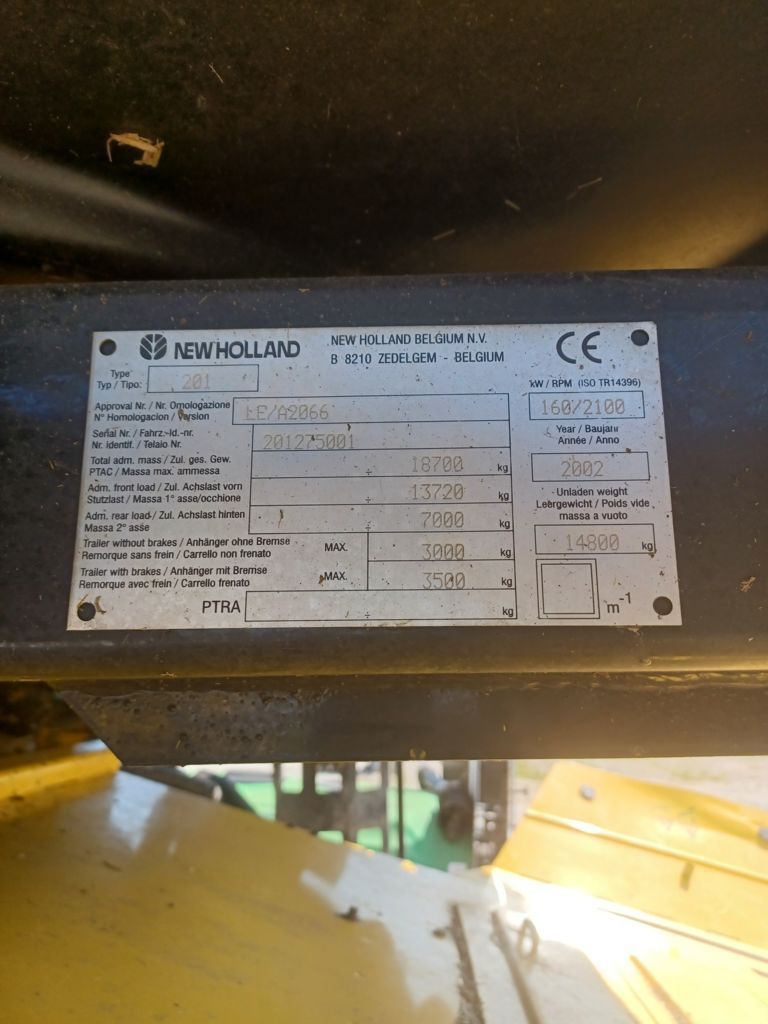 NEW HOLLAND
NEW HOLLAND BELGIUM N.V.
B 8210 ZEDELGEM - BELGIUM
CE
Type
Typ / Tipo:
201
kW / RPM (ISO TR14396)
160/2100
Approval Nr. / Nr. Omologazione
N° Homologacion / Version
EE/A2066
Serial Nr. / Fahrz.-Id.-nr.
Nr. identif. / Telaio Nr.
201275001
Year / Baujahr
Année / Anno
2002
Total adm. mass / Zul. ges. Gew.
PTAC / Massa max. ammessa
÷ 18700 kg
Adm. front load / Zul. Achslast vorn
Stutzlast / Massa 1° asse/occhione
÷ 13720 kg
Adm. rear load / Zul. Achslast hinten
Massa 2° asse
÷ 7000 kg
Unladen weight
Leergewicht / Poids vide
massa a vuoto
14800 kg
Trailer without brakes / Anhänger ohne Bremse
Remorque sans frein / Carrello non frenato
MAX.
3000 kg
Trailer with brakes / Anhänger mit Bremse
Remorque avec frein / Carrello frenato
MAX.
3500 kg
PTRA
÷ kg
m-1